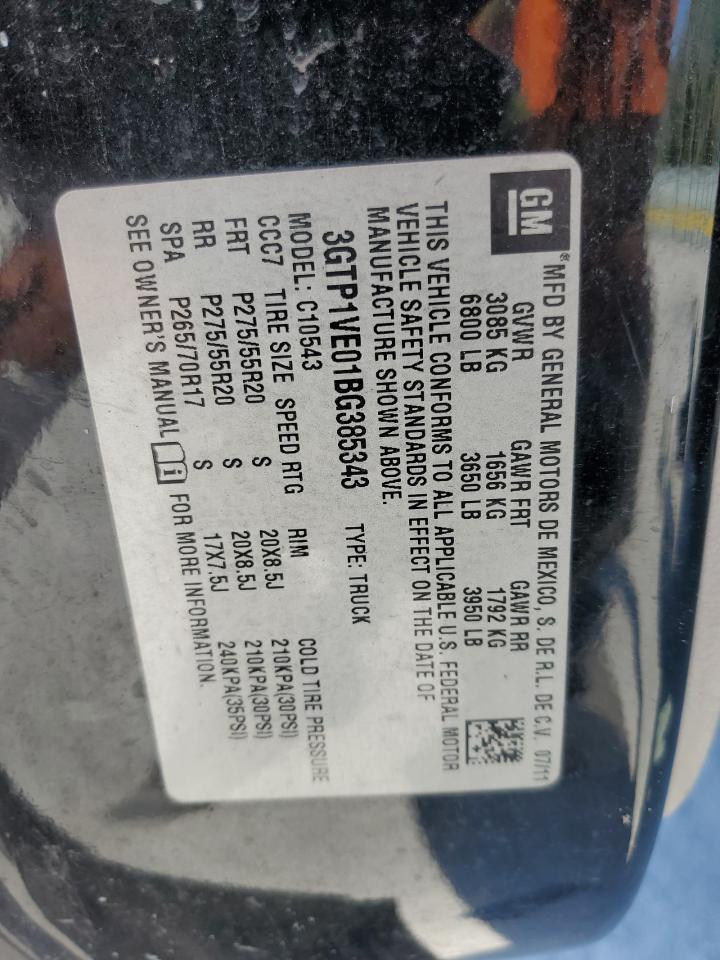 GM
® MFD BY GENERAL MOTORS DE MEXICO, S. DE R.L. DE C.V. 07/11
GVWR GAWR FRT GAWR RR
3085 KG 1656 KG 1792 KG
6800 LB 3650 LB 3950 LB
THIS VEHICLE CONFORMS TO ALL APPLICABLE U.S. FEDERAL MOTOR
VEHICLE SAFETY STANDARDS IN EFFECT ON THE DATE OF
MANUFACTURE SHOWN ABOVE.
3GTP1VE01BG385343 TYPE: TRUCK
MODEL: C10543
CCC7 TIRE SIZE SPEED RTG RIM COLD TIRE PRESSURE
FRT P275/55R20 S 20X8.5J 210KPA(30PSI)
RR P275/55R20 S 20X8.5J 210KPA(30PSI)
SPA P265/70R17 17X7.5J 240KPA(35PSI)
SEE OWNER'S MANUAL i FOR MORE INFORMATION.